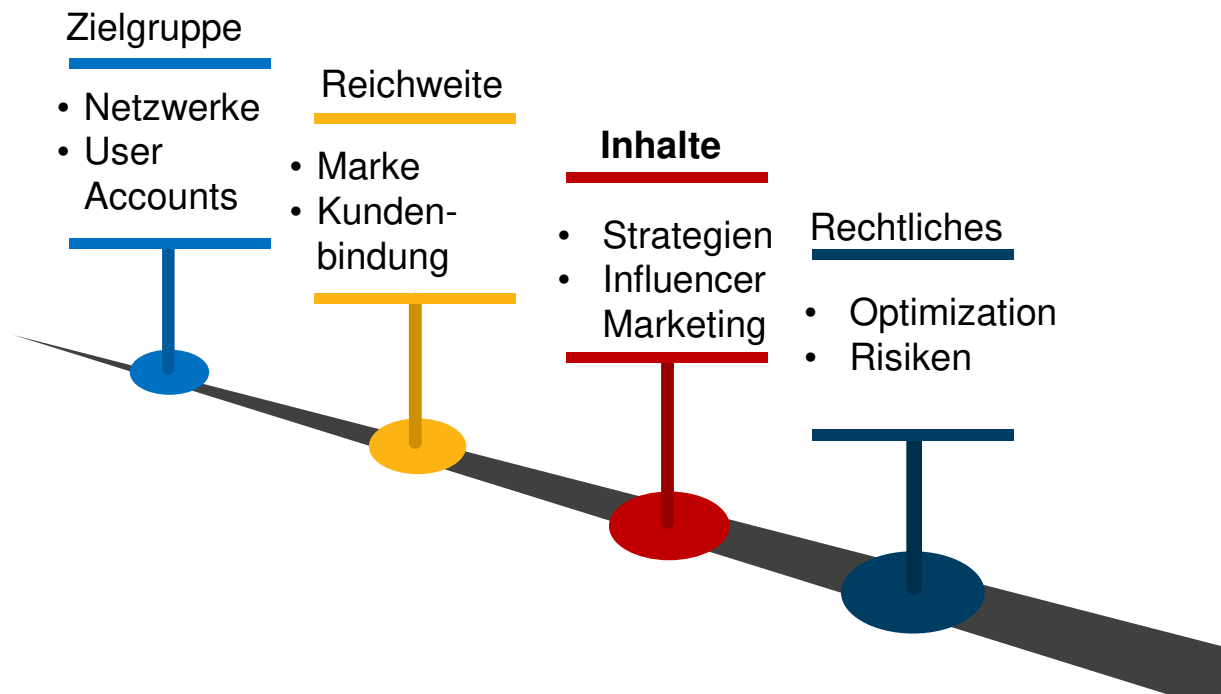 Zielgruppe
• Netzwerke
• User
Accounts
Reichweite
• Marke
• Kunden-
bindung
Inhalte
• Strategien
• Influencer
Marketing
Rechtliches
• Optimization
• Risiken